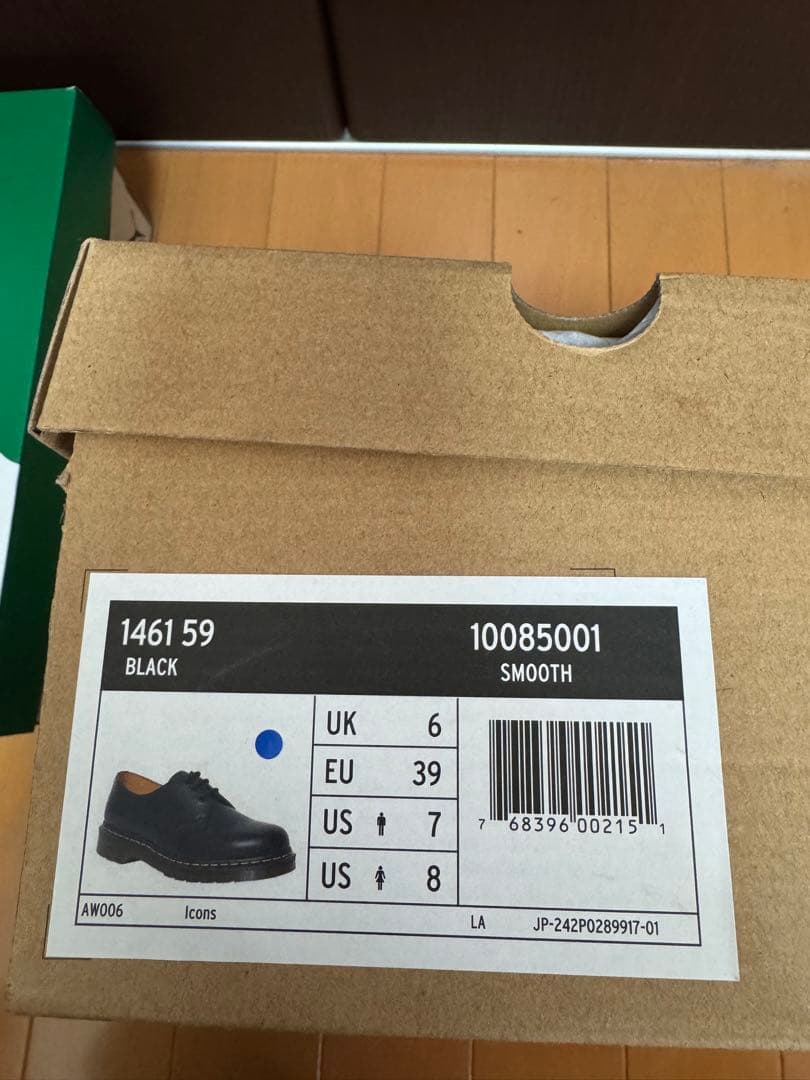 1461 59
BLACK
10085001
SMOOTH
UK 6
EU 39
US 7
US 8
7 68396 00215 1
AW006 Icons
LA JP-242P0289917-01